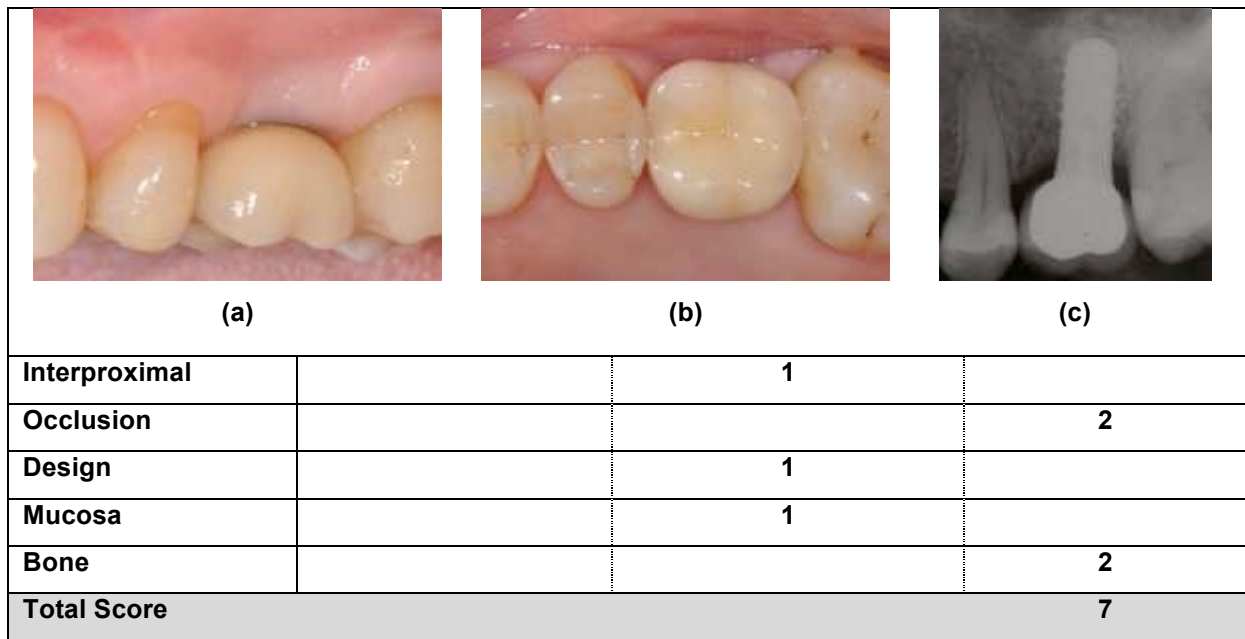 (a) (b) (c)
Interproximal 1
Occlusion 2
Design 1
Mucosa 1
Bone 2
Total Score 7